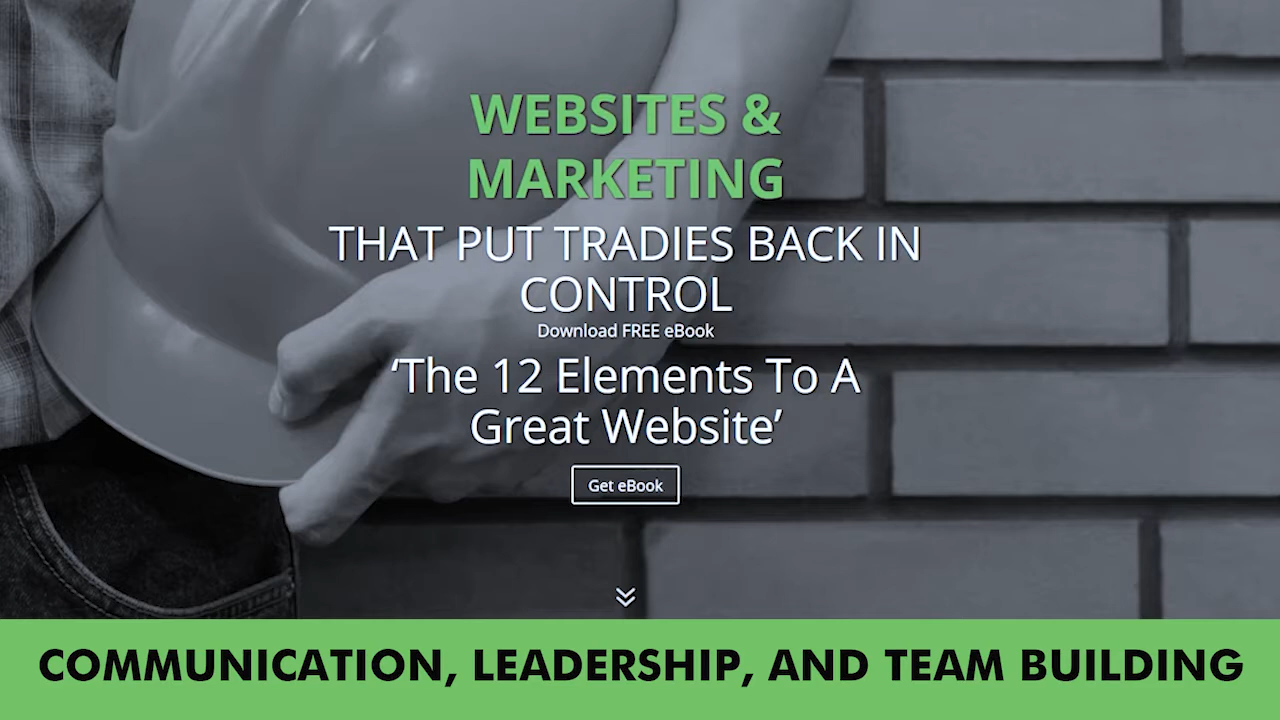 WEBSITES &
MARKETING
THAT PUT TRADIES BACK IN
CONTROL
Download FREE eBook
‘The 12 Elements To A
Great Website’
Get eBook
COMMUNICATION, LEADERSHIP, AND TEAM BUILDING